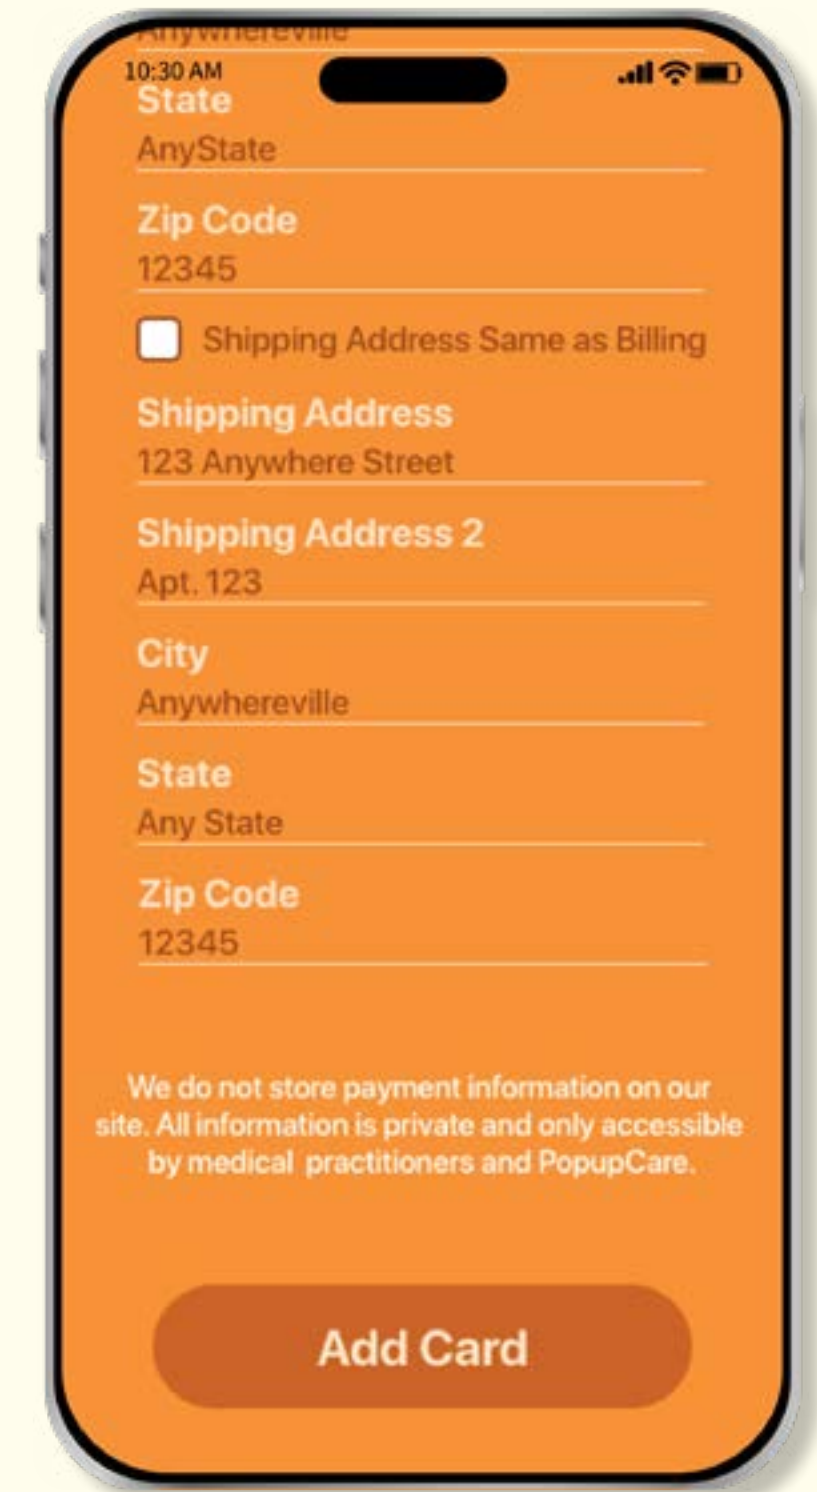 Anywhereville
10:30 AM
State
AnyState
Zip Code
12345
Shipping Address Same as Billing
Shipping Address
123 Anywhere Street
Shipping Address 2
Apt. 123
City
Anywhereville
State
Any State
Zip Code
12345
We do not store payment information on our
site. All information is private and only accessible
by medical practitioners and PopupCare.
Add Card